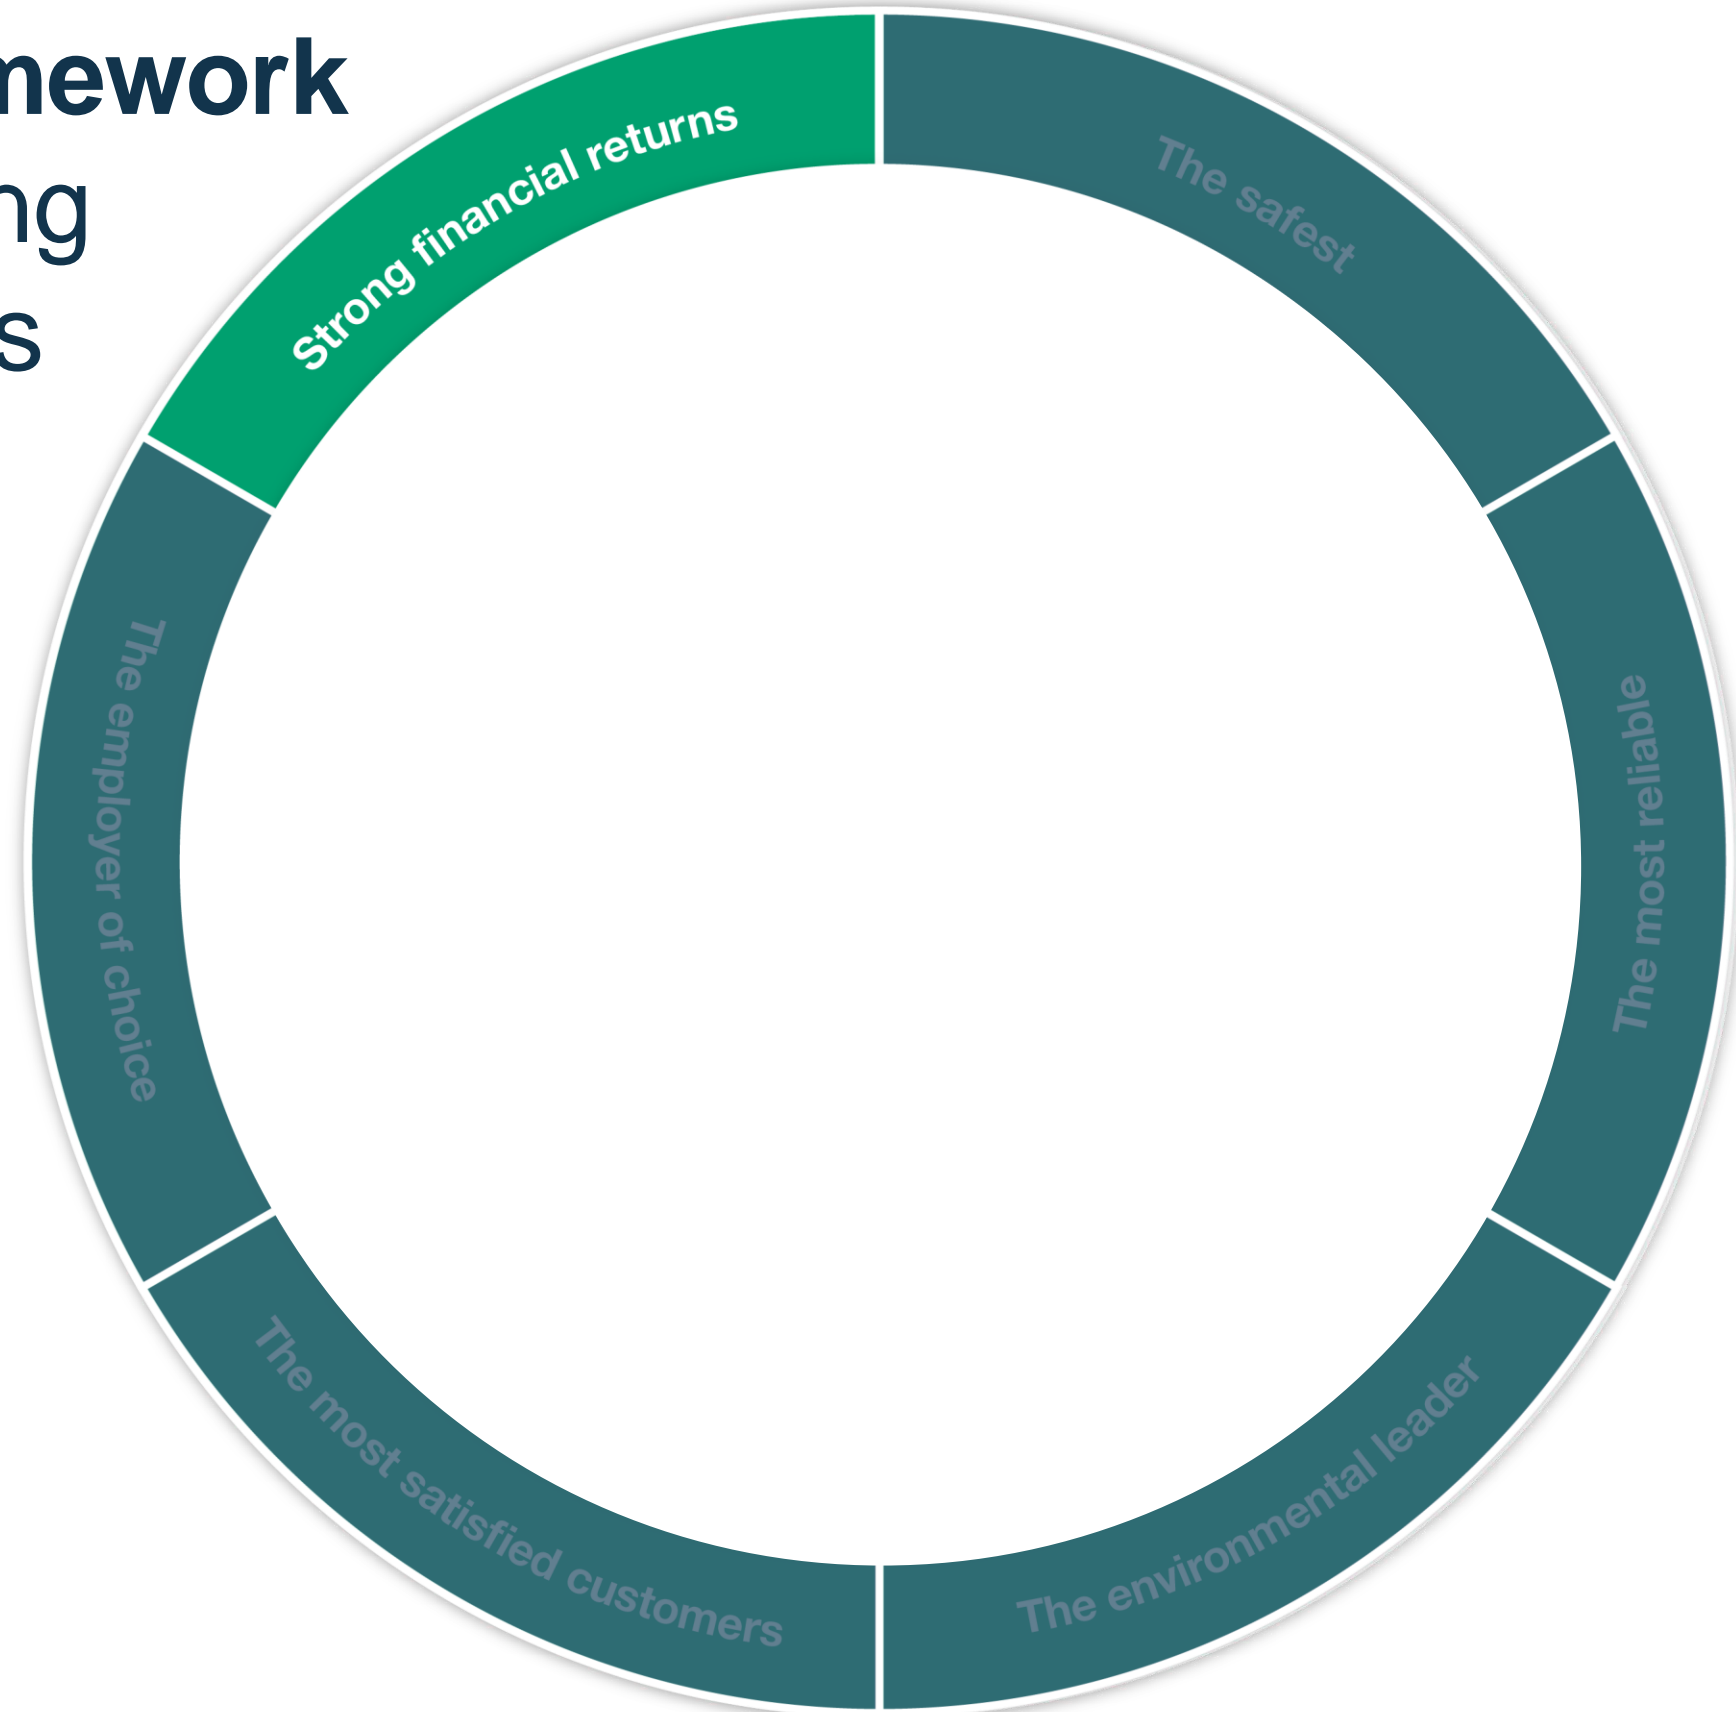 mework
ng
s
Strong financial returns
The safest
The most reliable
The environmental leader
The most satisfied customers
The employer of choice